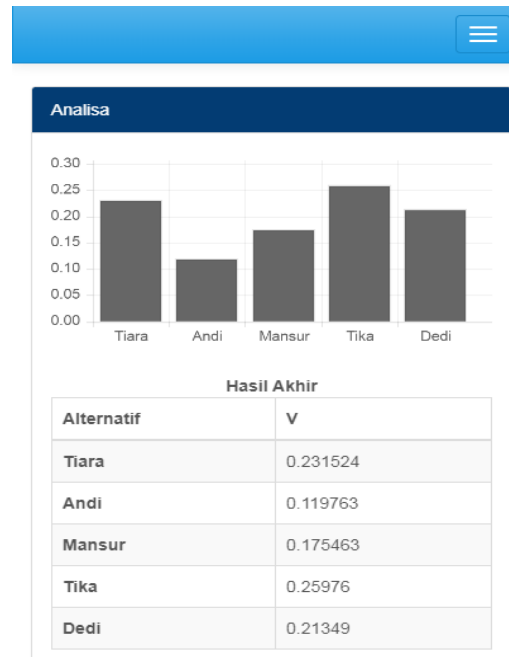 Analisa
0.30
0.25
0.20
0.15
0.10
0.05
0.00
Tiara Andi Mansur Tika Dedi
Hasil Akhir
Alternatif V
Tiara 0.231524
Andi 0.119763
Mansur 0.175463
Tika 0.25976
Dedi 0.21349